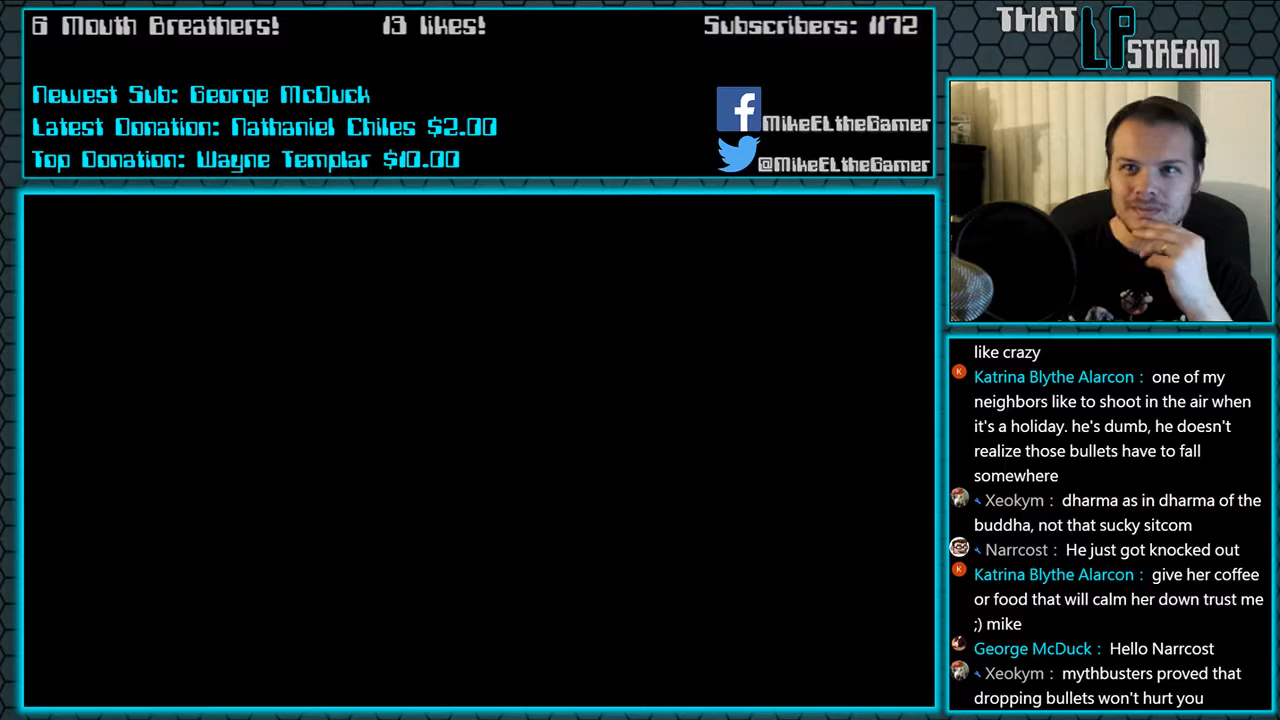 6 Mouth Breathers!
13 likes!
Subscribers: 1172
Newest Sub: George McDuck
Latest Donation: Nathaniel Chiles $2.00
Top Donation: Wayne Templar $10.00
MikeELtheGamer
@MikeELtheGamer
THAT
LP
STREAM
like crazy
Katrina Blythe Alarcon : one of my
neighbors like to shoot in the air when
it's a holiday. he's dumb, he doesn't
realize those bullets have to fall
somewhere
Xeokym : dharma as in dharma of the
buddha, not that sucky sitcom
Narrcost : He just got knocked out
Katrina Blythe Alarcon : give her coffee
or food that will calm her down trust me
;) mike
George McDuck : Hello Narrcost
Xeokym : mythbusters proved that
dropping bullets won't hurt you